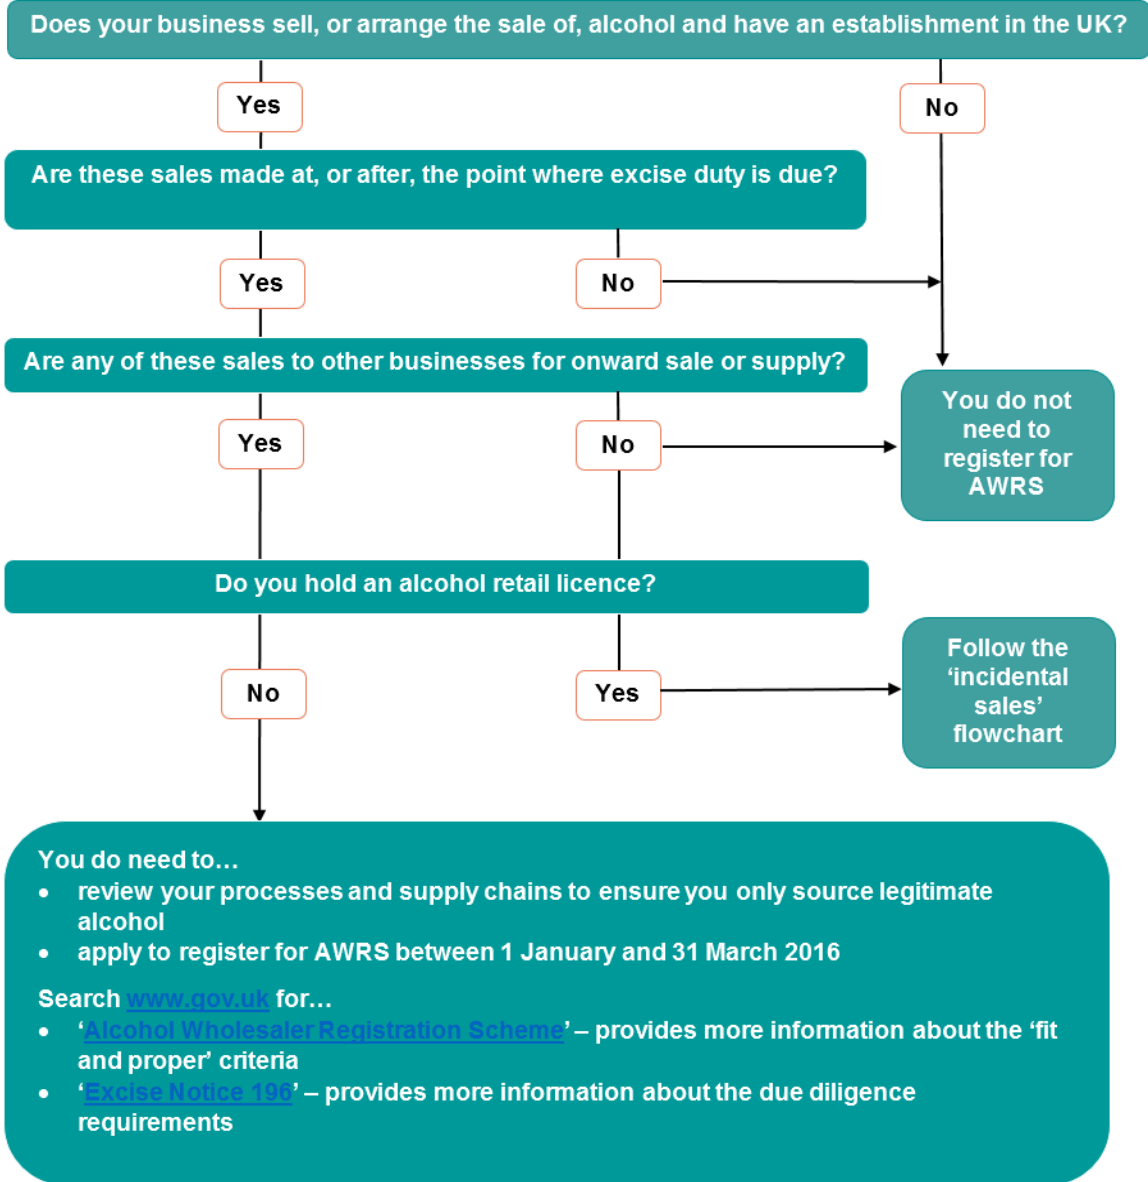 Does your business sell, or arrange the sale of, alcohol and have an establishment in the UK?
Yes
No
Are these sales made at, or after, the point where excise duty is due?
Yes
No
Are any of these sales to other businesses for onward sale or supply?
Yes
No
You do not
need to
register for
AWRS
Do you hold an alcohol retail licence?
No
Yes
Follow the
‘incidental
sales’
flowchart
You do need to…
• review your processes and supply chains to ensure you only source legitimate
alcohol
• apply to register for AWRS between 1 January and 31 March 2016
Search www.gov.uk for…
• ‘Alcohol Wholesaler Registration Scheme’ – provides more information about the ‘fit
and proper’ criteria
• ‘Excise Notice 196’ – provides more information about the due diligence
requirements